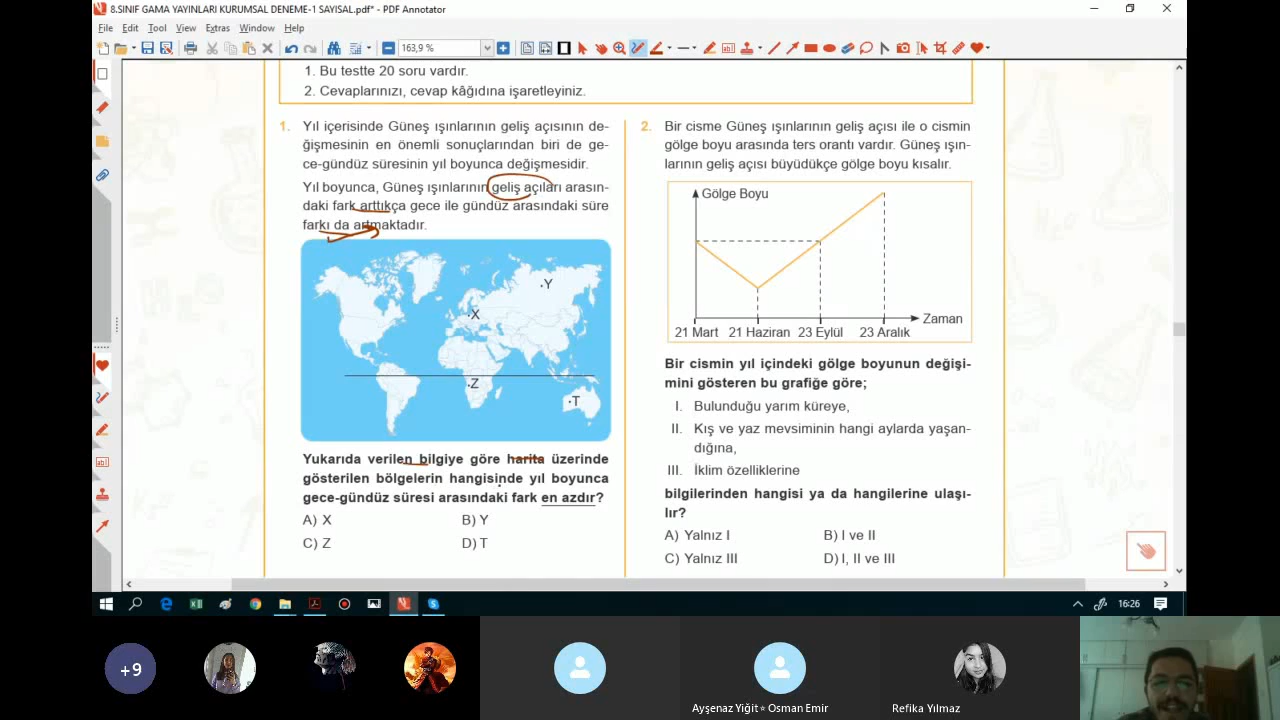 8.SINIF GAMA YAYINLARI KURUMSAL DENEME-1 SAYISAL.pdf* - PDF Annotator
File Edit Tool View Extras Window Help
163,9 %
1. Bu testte 20 soru vardır.
2. Cevaplarınızı, cevap kâğıdına işaretleyiniz.
1. Yıl içerisinde Güneş ışınlarının geliş açısının de-
ğişmesinin en önemli sonuçlarından biri de ge-
ce-gündüz süresinin yıl boyunca değişmesidir.
Yıl boyunca, Güneş ışınlarının geliş açıları arasın-
daki fark arttıkça gece ile gündüz arasındaki süre
farkı da artmaktadır.
Y
X
Z
T
Yukarıda verilen bilgiye göre harita üzerinde
gösterilen bölgelerin hangisinde yıl boyunca
gece-gündüz süresi arasındaki fark en azdır?
A) X B) Y
C) Z D) T
2. Bir cisme Güneş ışınlarının geliş açısı ile o cismin
gölge boyu arasında ters orantı vardır. Güneş ışın-
larının geliş açısı büyüdükçe gölge boyu kısalır.
Gölge Boyu
Zaman
21 Mart 21 Haziran 23 Eylül 23 Aralık
Bir cismin yıl içindeki gölge boyunun değişi-
mini gösteren bu grafiğe göre;
I. Bulunduğu yarım küreye,
II. Kış ve yaz mevsiminin hangi aylarda yaşan-
dığına,
III. İklim özelliklerine
bilgilerinden hangisi ya da hangilerine ulaşı-
lır?
A) Yalnız I B) I ve II
C) Yalnız III D) I, II ve III
16:26
+9
Ayşenaz Yiğit⭐ Osman Emir
Refika Yılmaz